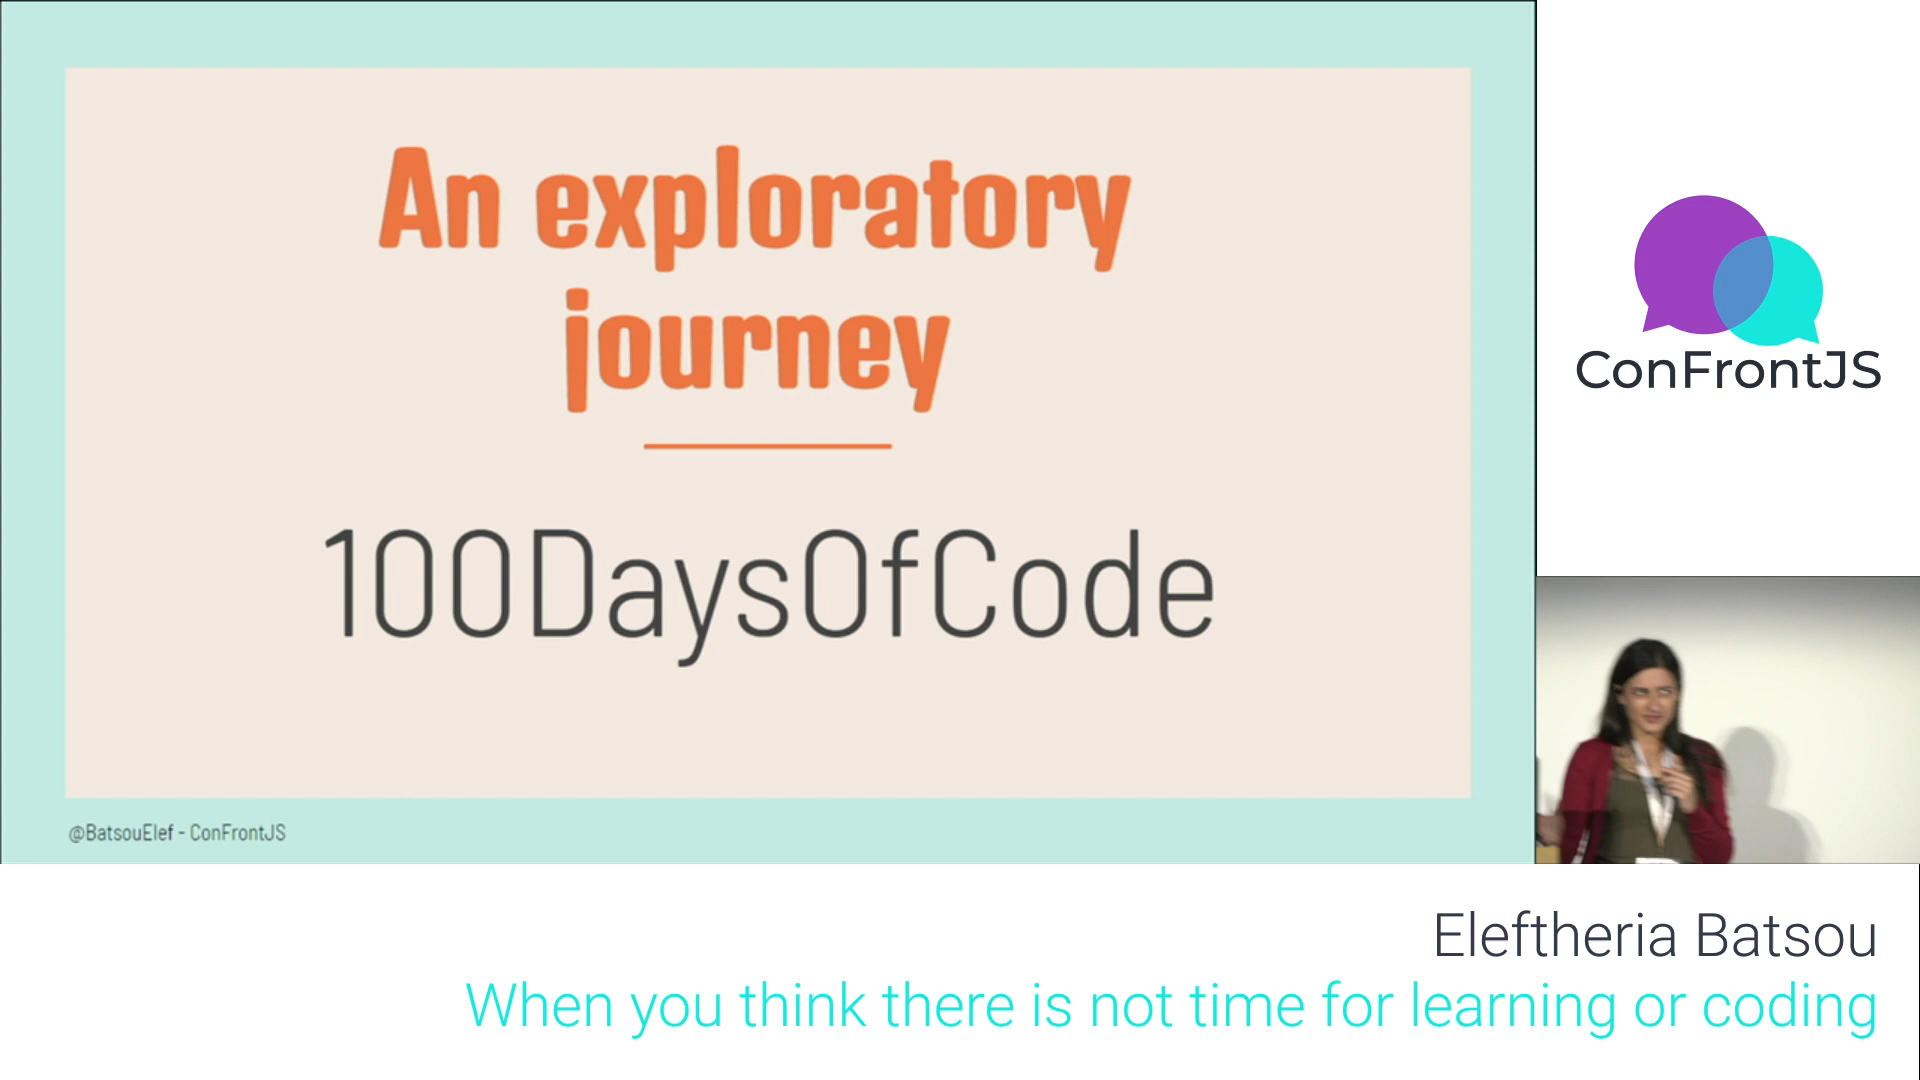 An exploratory
journey
100DaysOfCode
@BatsouElef - ConFrontJS
ConFrontJS
Eleftheria Batsou
When you think there is not time for learning or coding